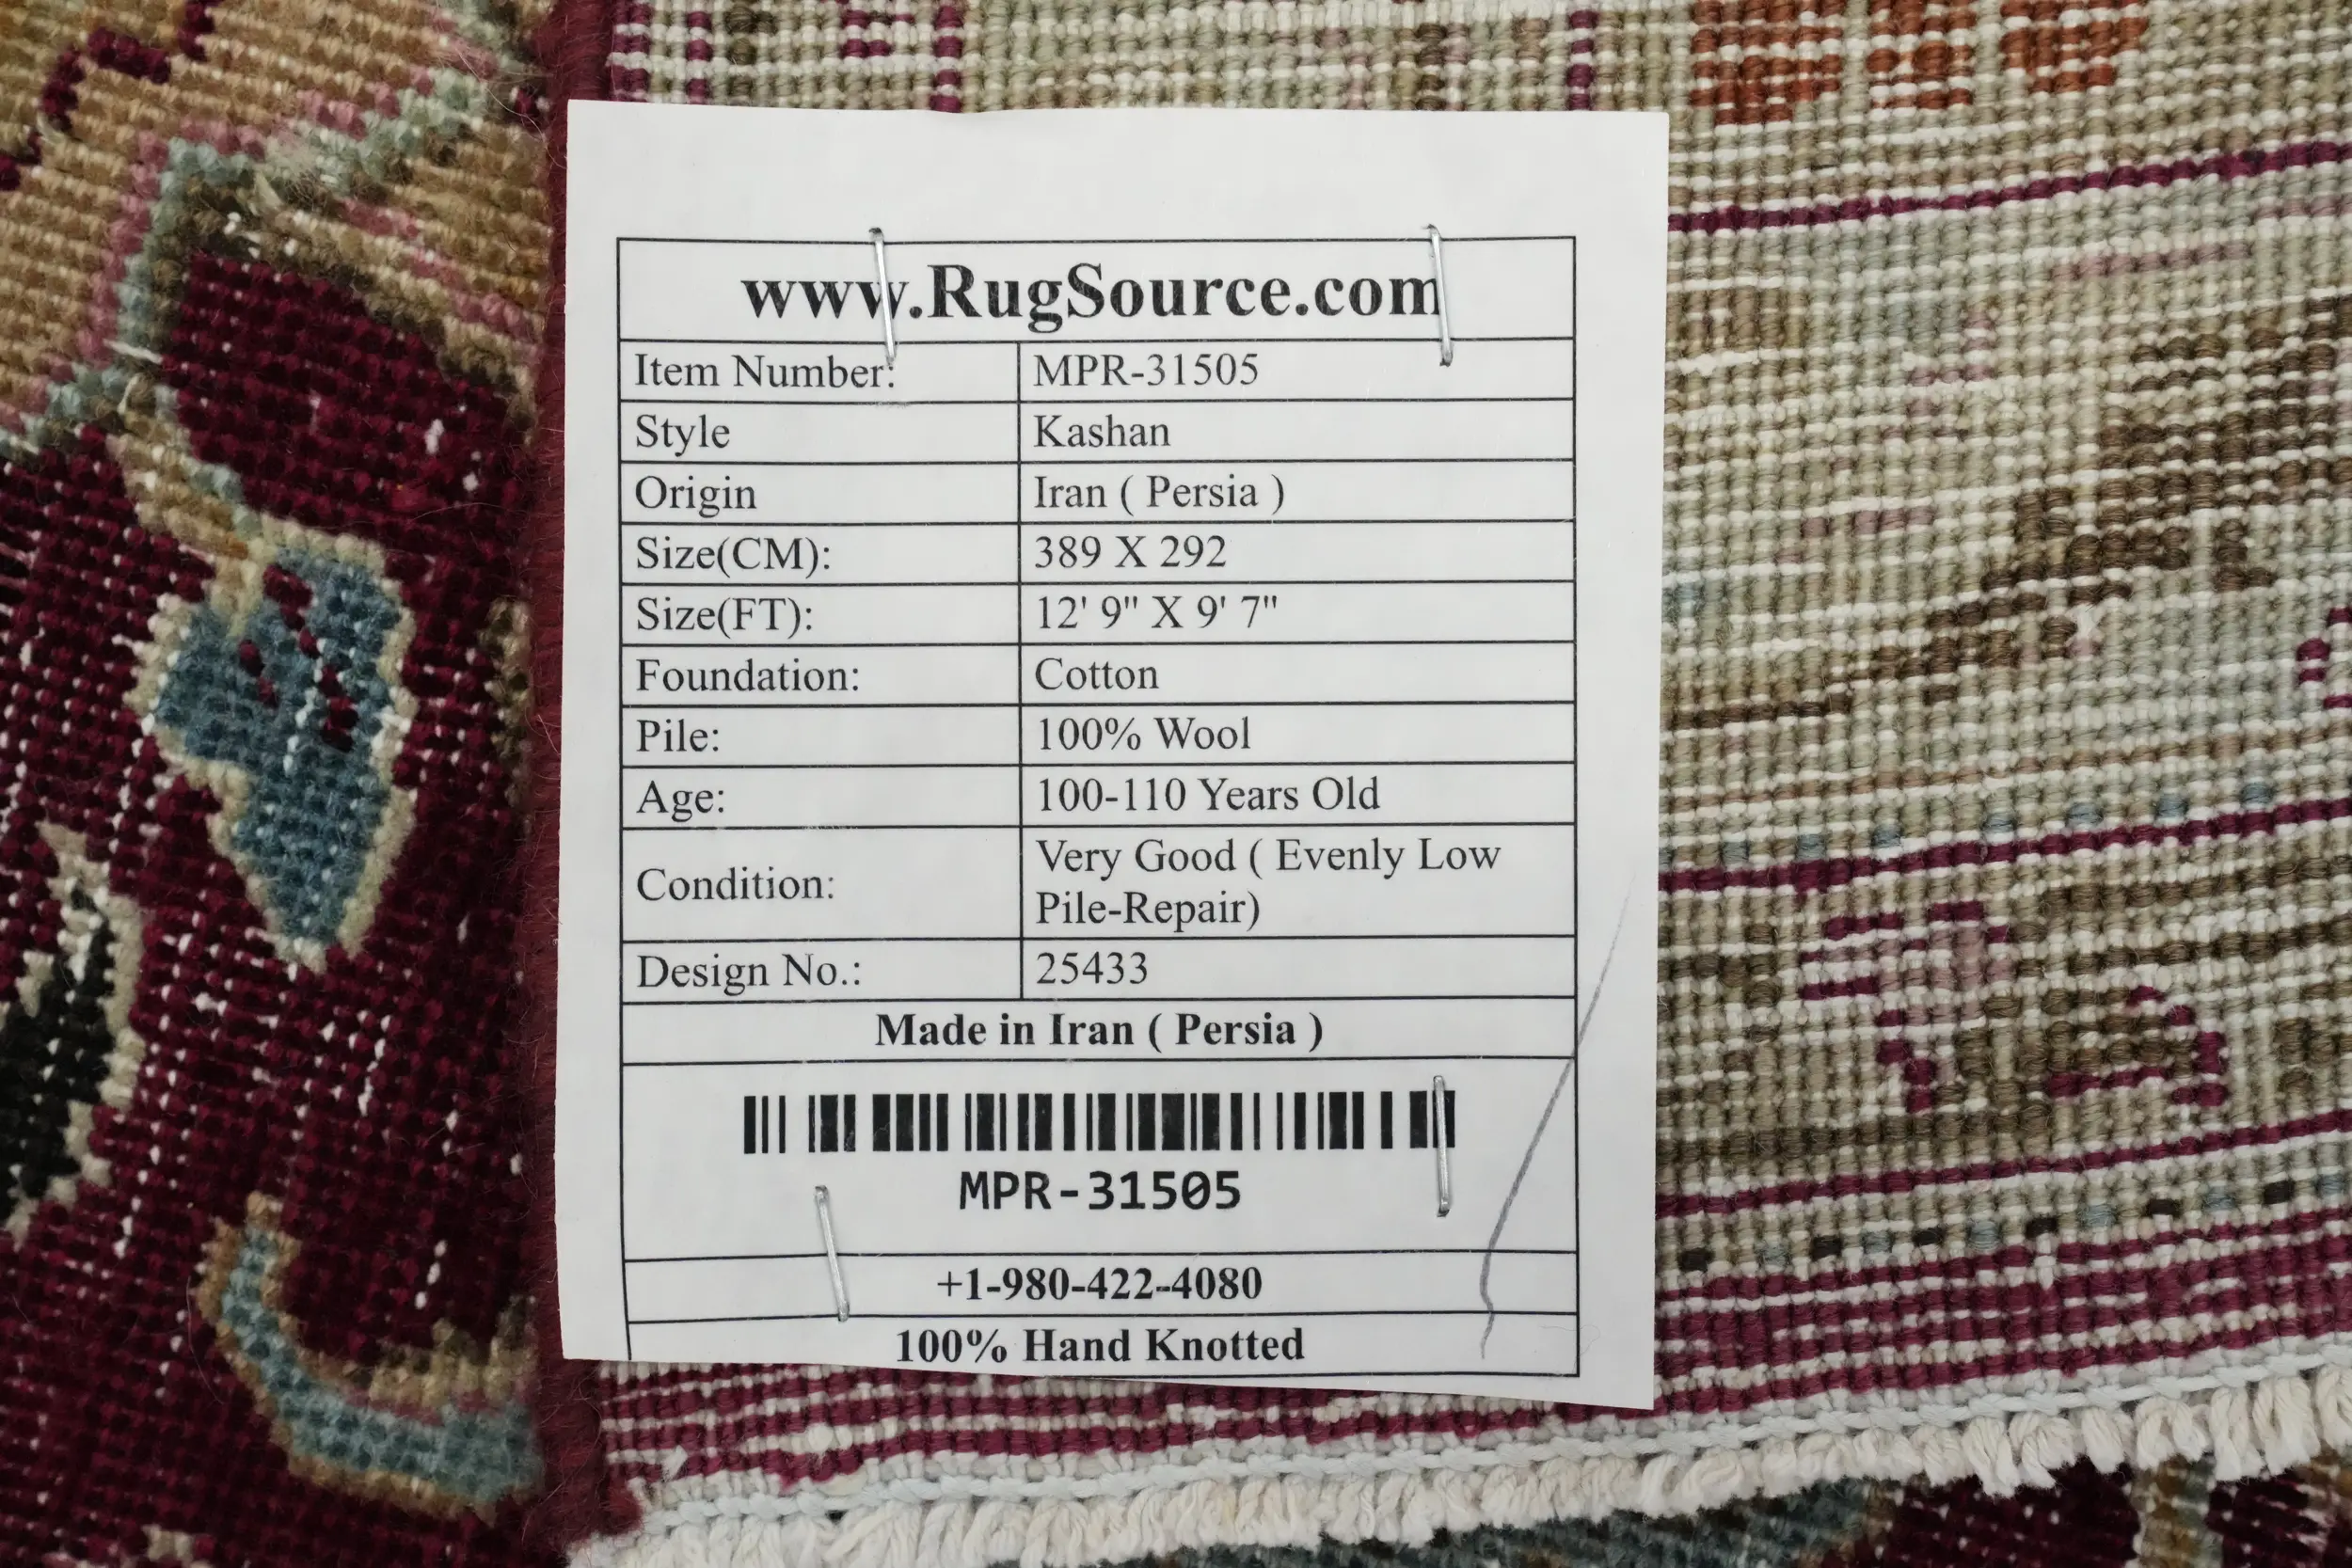 www.RugSource.com
Item Number: MPR-31505
Style Kashan
Origin Iran ( Persia )
Size(CM): 389 X 292
Size(FT): 12' 9" X 9' 7"
Foundation: Cotton
Pile: 100% Wool
Age: 100-110 Years Old
Condition: Very Good ( Evenly Low
Pile-Repair)
Design No.: 25433
Made in Iran ( Persia )
MPR-31505
+1-980-422-4080
100% Hand Knotted